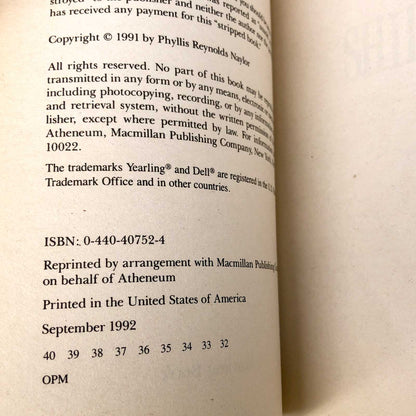 stroyed" to the publisher and neither the author nor the
has received any payment for this "stripped book."
Copyright © 1991 by Phyllis Reynolds Naylor
All rights reserved. No part of this book may be
transmitted in any form or by any means, electronic or
including photocopying, recording, or by any
and retrieval system, without the written permission
lisher, except where permitted by law. For
Atheneum, Macmillan Publishing Company, New
10022.
The trademarks Yearling® and Dell® are registered in the U.S.
Trademark Office and in other countries.
ISBN: 0-440-40752-4
Reprinted by arrangement with Macmillan Publishing
on behalf of Atheneum
Printed in the United States of America
September 1992
40 39 38 37 36 35 34 33 32
OPM